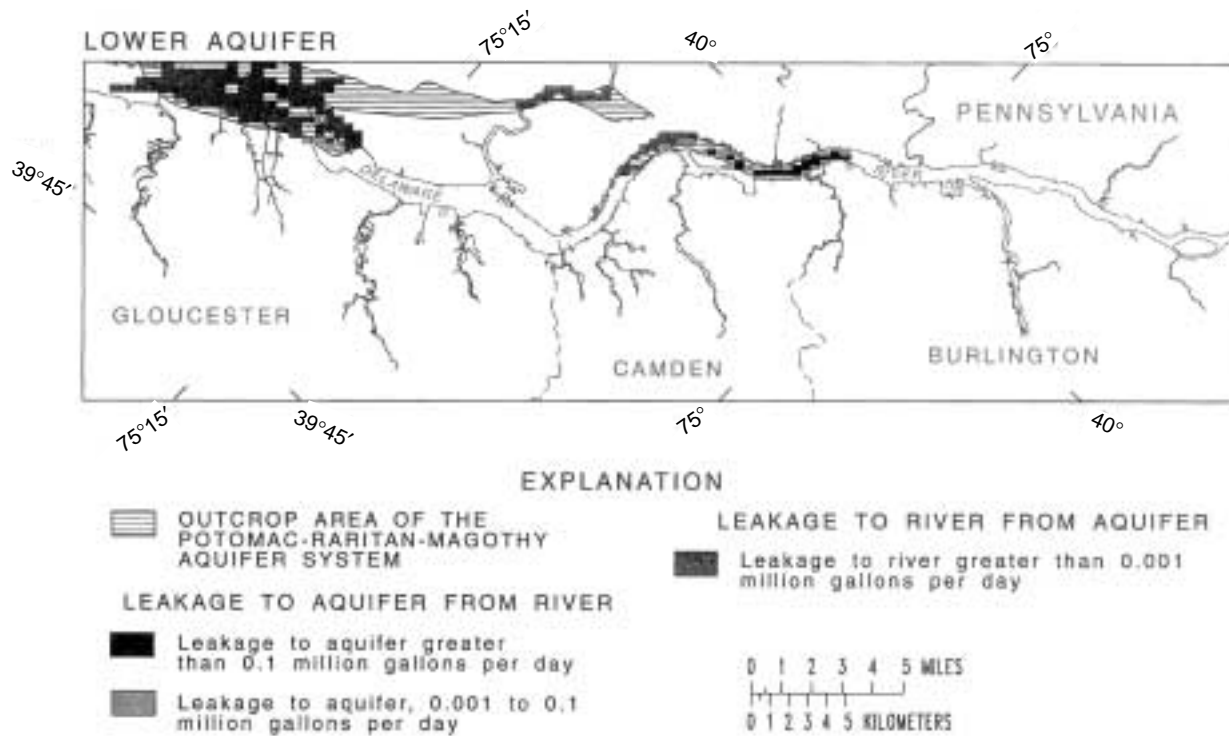 LOWER AQUIFER
75°15′
40°
75°
PENNSYLVANIA
39°45′
DELAWARE
RIVER
GLOUCESTER
CAMDEN
BURLINGTON
75°15′
39°45′
75°
40°
EXPLANATION
OUTCROP AREA OF THE
POTOMAC-RARITAN-MAGOTHY
AQUIFER SYSTEM
LEAKAGE TO AQUIFER FROM RIVER
Leakage to aquifer greater
than 0.1 million gallons per day
Leakage to aquifer, 0.001 to 0.1
million gallons per day
LEAKAGE TO RIVER FROM AQUIFER
Leakage to river greater than 0.001
million gallons per day
0 1 2 3 4 5 MILES
0 1 2 3 4 5 KILOMETERS